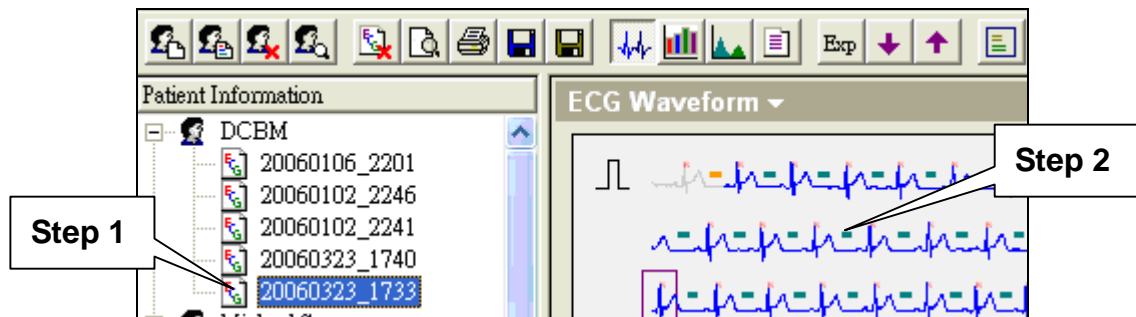 Exp
Patient Information
ECG Waveform
DCBM
20060106_2201
Step 2
20060102_2246
Step 1
20060102_2241
20060323_1740
20060323_1733